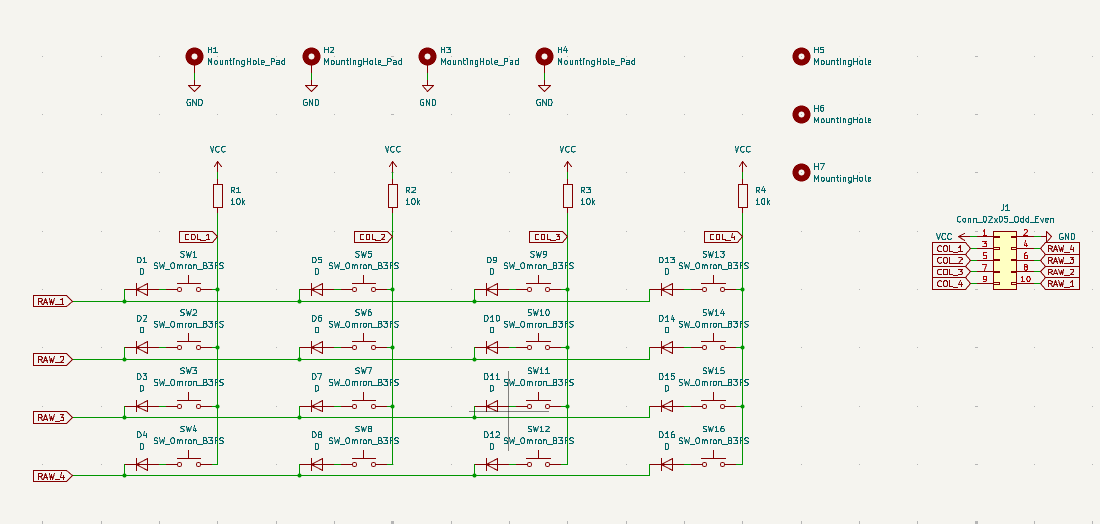 H1
MountingHole_Pad
GND
H2
MountingHole_Pad
GND
H3
MountingHole_Pad
GND
H4
MountingHole_Pad
GND
H5
MountingHole
H6
MountingHole
H7
MountingHole
VCC
R1
10k
COL_1
VCC
R2
10k
COL_2
VCC
R3
10k
COL_3
VCC
R4
10k
COL_4
J1
Conn_02x05_Odd_Even
VCC 1 2 GND
COL_1 3 4 RAW_4
COL_2 5 6 RAW_3
COL_3 7 8 RAW_2
COL_4 9 10 RAW_1
D1
D
SW1
SW_Omron_B3FS
D5
D
SW5
SW_Omron_B3FS
D9
D
SW9
SW_Omron_B3FS
D13
D
SW13
SW_Omron_B3FS
RAW_1
D2
D
SW2
SW_Omron_B3FS
D6
D
SW6
SW_Omron_B3FS
D10
D
SW10
SW_Omron_B3FS
D14
D
SW14
SW_Omron_B3FS
RAW_2
D3
D
SW3
SW_Omron_B3FS
D7
D
SW7
SW_Omron_B3FS
D11
D
SW11
SW_Omron_B3FS
D15
D
SW15
SW_Omron_B3FS
RAW_3
D4
D
SW4
SW_Omron_B3FS
D8
D
SW8
SW_Omron_B3FS
D12
D
SW12
SW_Omron_B3FS
D16
D
SW16
SW_Omron_B3FS
RAW_4